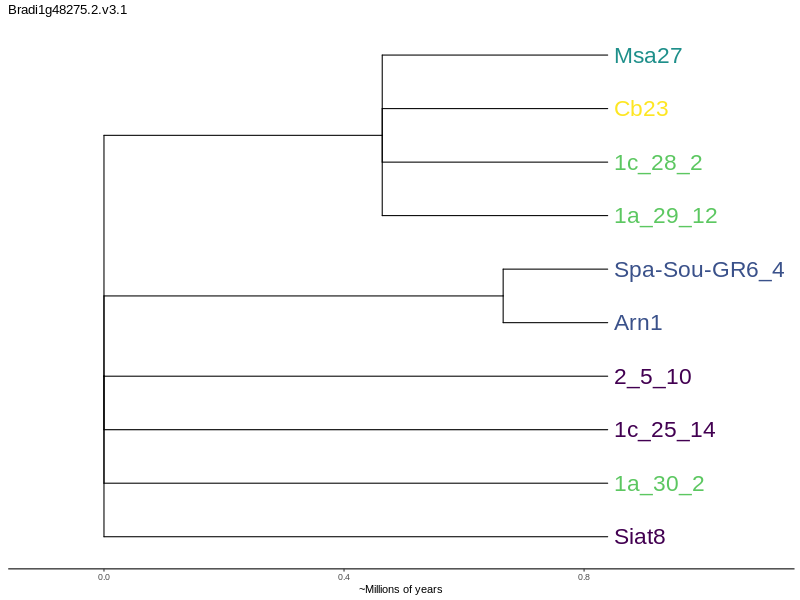 Bradi1g48275.2.v3.1
Msa27
Cb23
1c_28_2
1a_29_12
Spa-Sou-GR6_4
Arn1
2_5_10
1c_25_14
1a_30_2
Siat8
0.0 0.4 0.8
~Millions of years